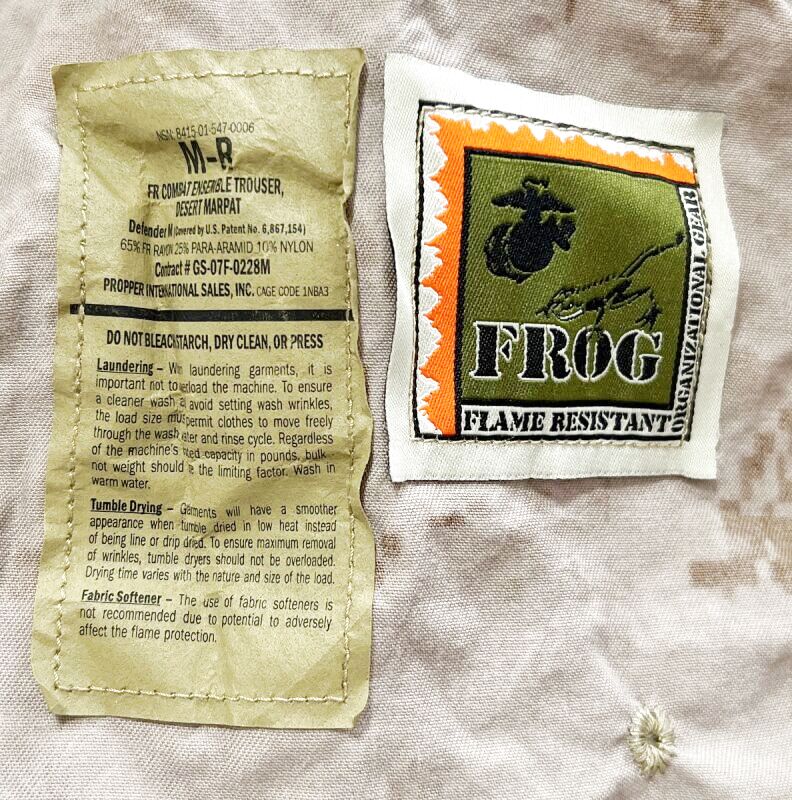 NSN: 8415-01-547-0006
M-R
FR COMBAT ENSEMBLE TROUSER,
DESERT MARPAT
Defender M (Covered by U.S. Patent No. 6,867,154)
65% FR RAYON 25% PARA-ARAMID 10% NYLON
Contract # GS-07F-0228M
PROPPER INTERNATIONAL SALES, INC. CAGE CODE 1NBA3
DO NOT BLEACH STARCH, DRY CLEAN, OR PRESS
Laundering – laundering garments, it is
important not to the machine. To ensure
a cleaner wash avoid setting wash wrinkles,
the load size permit clothes to move freely
through the wash and rinse cycle. Regardless
of the machine's capacity in pounds, bulk
not weight should the limiting factor. Wash in
warm water.
Tumble Drying – Garments will have a smoother
appearance when tumble dried in low heat instead
of being line or drip dried. To ensure maximum removal
of wrinkles, tumble dryers should not be overloaded.
Drying time varies with the nature and size of the load.
Fabric Softener – The use of fabric softeners is
not recommended due to potential to adversely
affect the flame protection.
FROG
FLAME RESISTANT
ORGANIZATIONAL GEAR